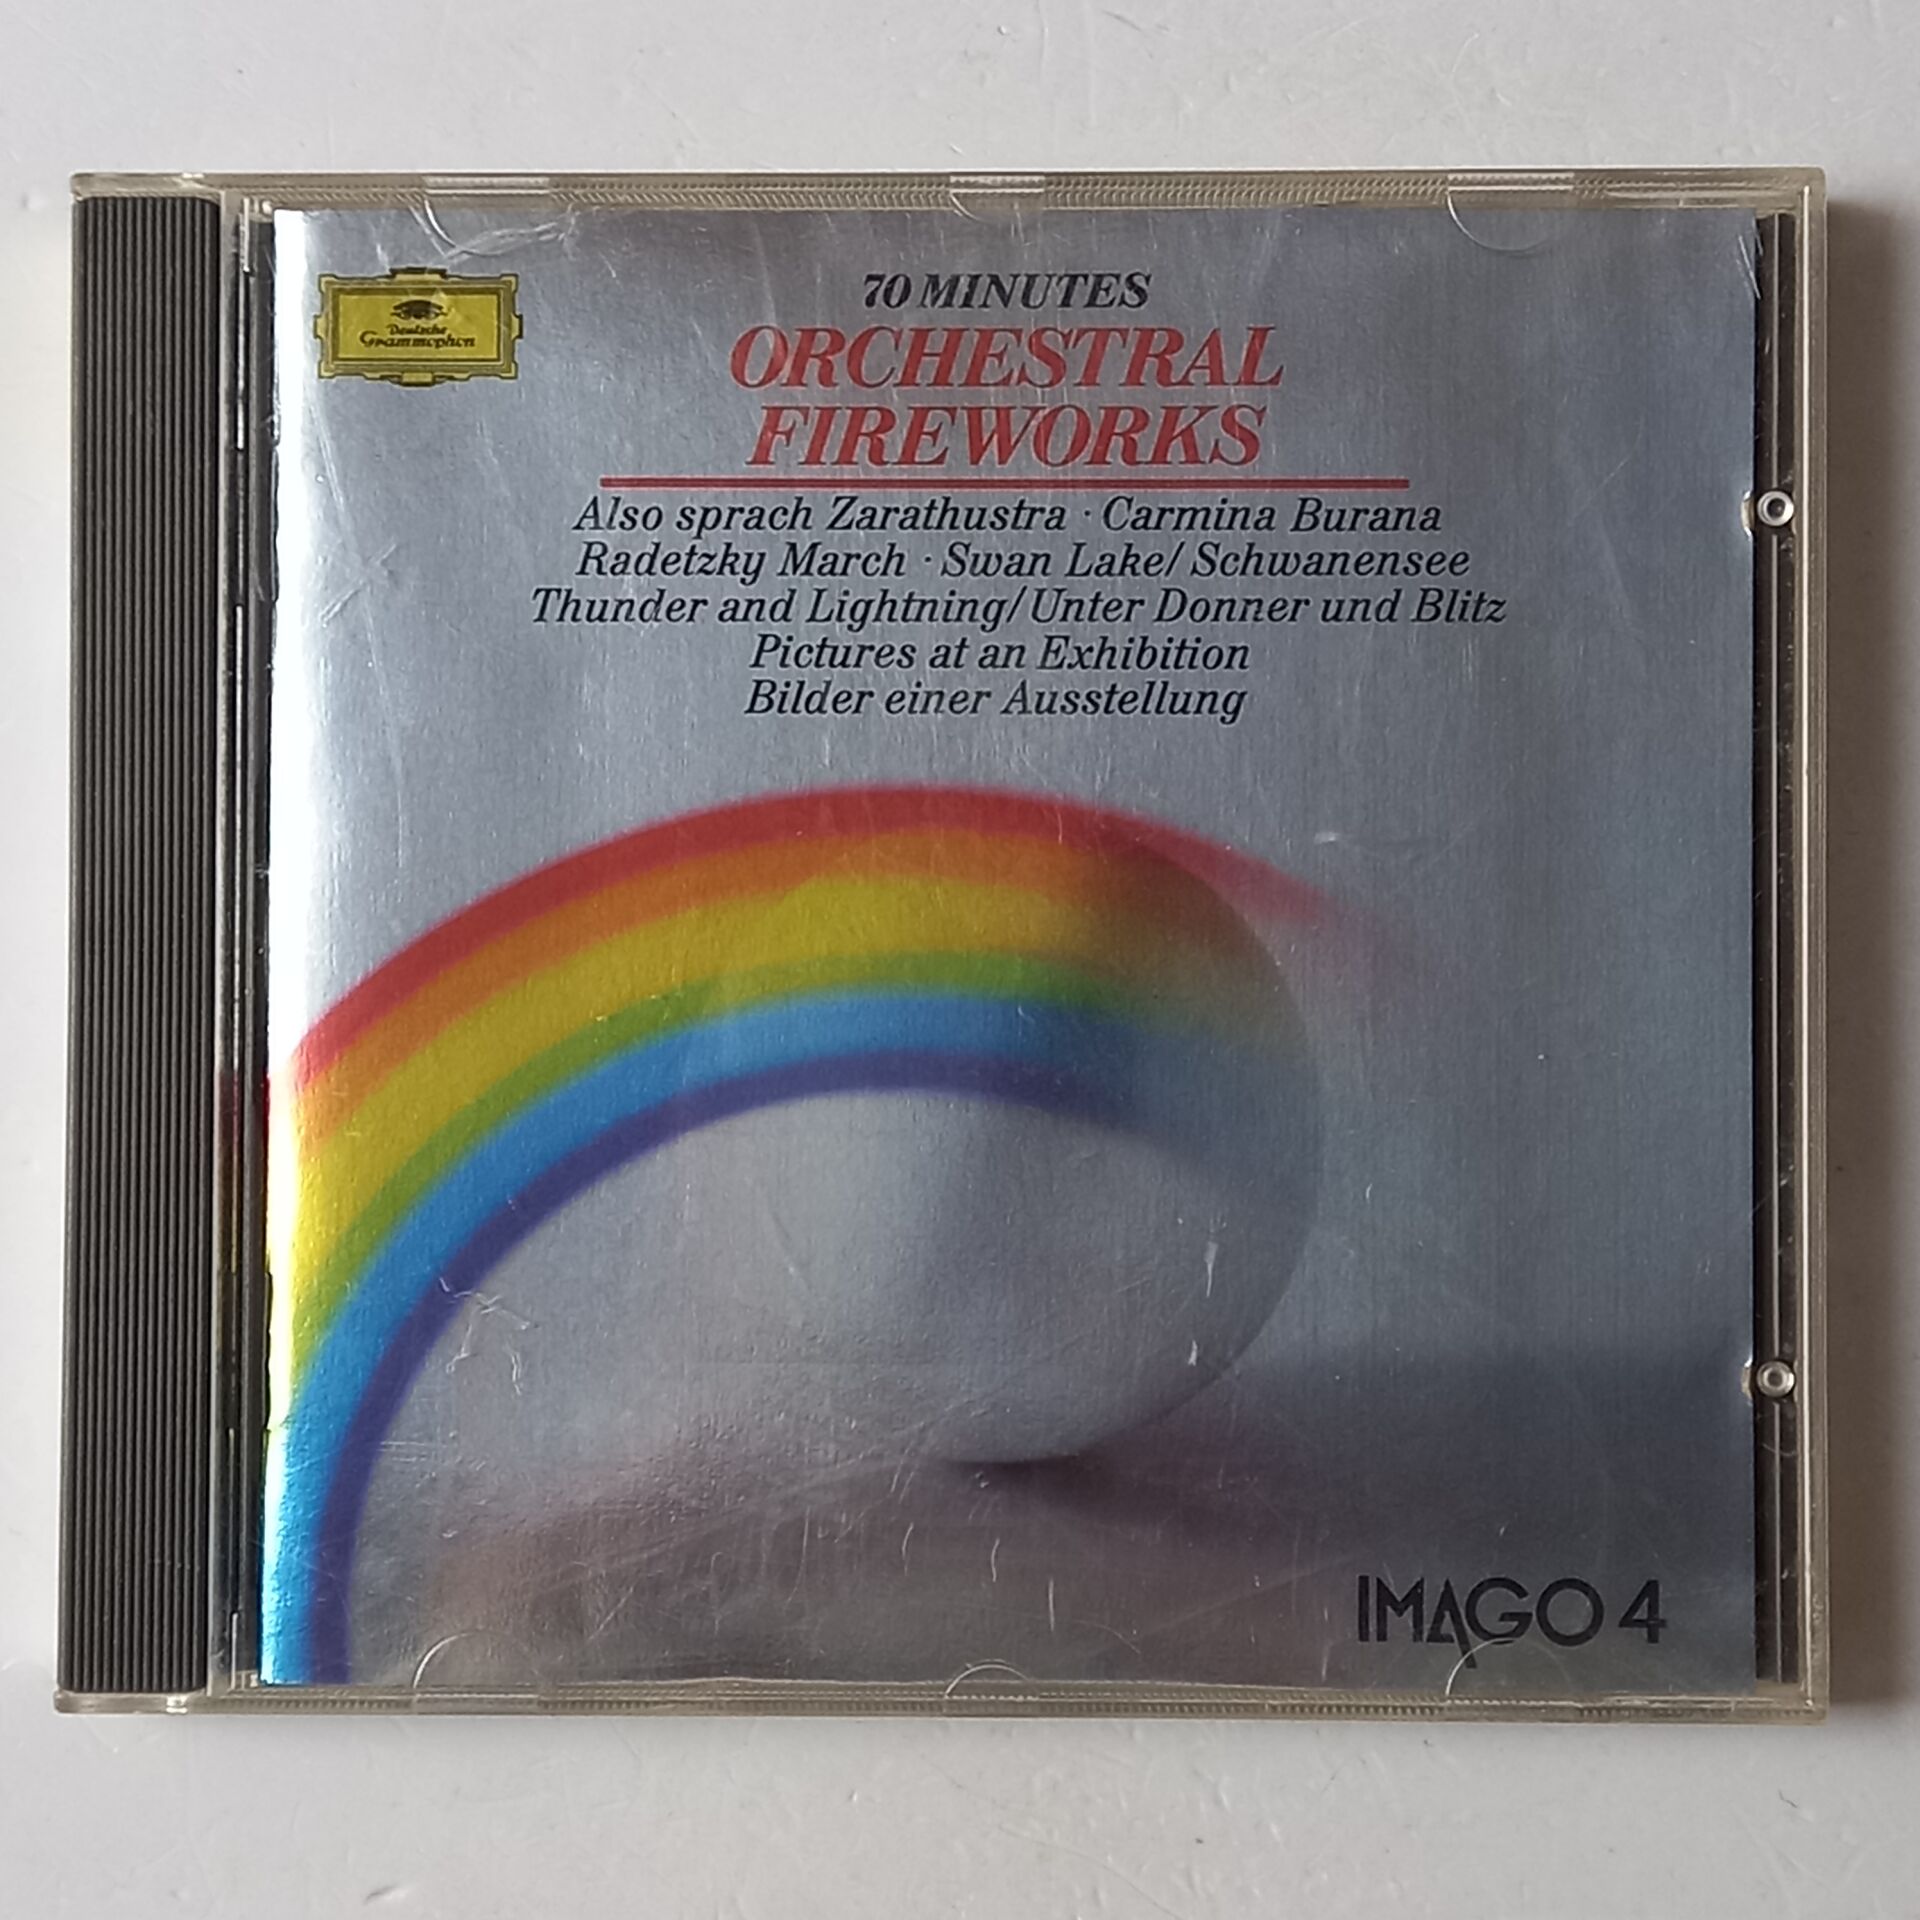 Deutsche
Grammophon
70 MINUTES
ORCHESTRAL
FIREWORKS
Also sprach Zarathustra · Carmina Burana
Radetzky March · Swan Lake/Schwanensee
Thunder and Lightning/Unter Donner und Blitz
Pictures at an Exhibition
Bilder einer Ausstellung
IMAGO 4